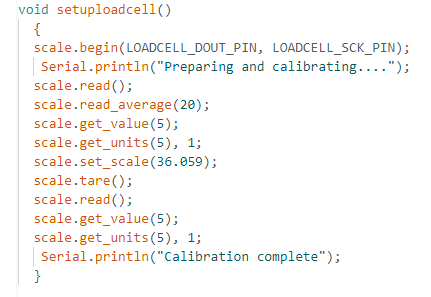 void setuploadcell()
{
scale.begin(LOADCELL_DOUT_PIN, LOADCELL_SCK_PIN);
Serial.println("Preparing and calibrating....");
scale.read();
scale.read_average(20);
scale.get_value(5);
scale.get_units(5), 1;
scale.set_scale(36.059);
scale.tare();
scale.read();
scale.get_value(5);
scale.get_units(5), 1;
Serial.println("Calibration complete");
}